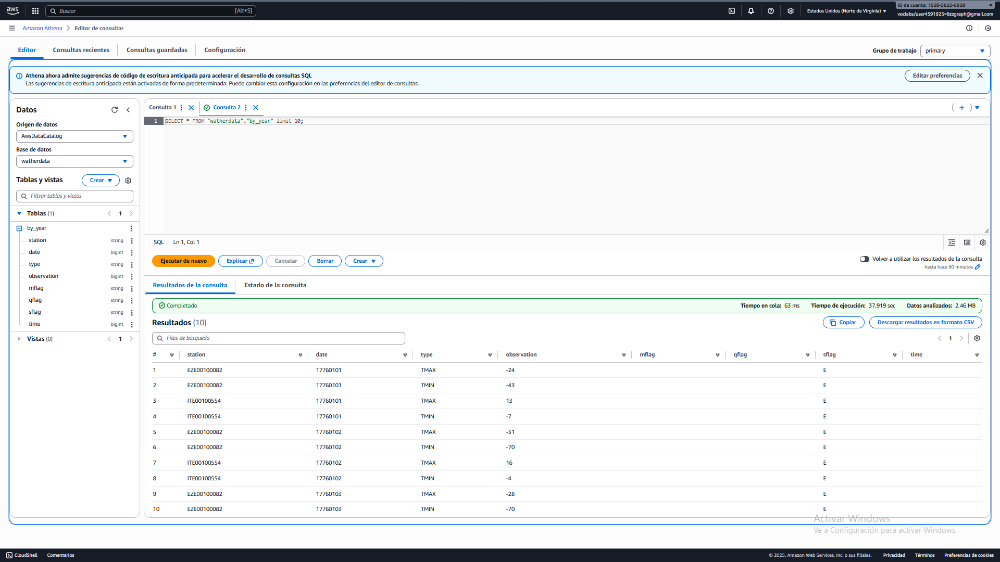 aws
Buscar
[Alt+S]
Estados Unidos (Norte de Virginia)
ID de cuenta: 1539-5632-6038
voclabs/user4591925=lizzgraph@gmail.com
Amazon Athena > Editor de consultas
Editor
Consultas recientes
Consultas guardadas
Configuración
Grupo de trabajo
primary
Athena ahora admite sugerencias de código de escritura anticipada para acelerar el desarrollo de consultas SQL
Las sugerencias de escritura anticipada están activadas de forma predeterminada. Puede cambiar esta configuración en las preferencias del editor de consultas.
Editar preferencias
Datos
Origen de datos
AwsDataCatalog
Base de datos
watherdata
Tablas y vistas
Crear
Filtrar tablas y vistas
Tablas (1)
1
by_year
station string
date bigint
type string
observation bigint
mflag string
qflag string
sflag string
time bigint
Vistas (0)
1
Consulta 1
Consulta 2
1 SELECT * FROM "watherdata"."by_year" limit 10;
SQL Ln 1, Col 1
Ejecutar de nuevo
Explicar
Cancelar
Borrar
Crear
Volver a utilizar los resultados de la consulta
hasta hace 60 minutos
Resultados de la consulta
Estado de la consulta
Completado
Tiempo en cola: 63 ms
Tiempo de ejecución: 37.919 sec
Datos analizados: 2.46 MB
Resultados (10)
Copiar
Descargar resultados en formato CSV
Filas de búsqueda
1
# station date type observation mflag qflag sflag time
1 EZE00100082 17760101 TMAX -24 E
2 EZE00100082 17760101 TMIN -43 E
3 ITE00100554 17760101 TMAX 13 E
4 ITE00100554 17760101 TMIN -7 E
5 EZE00100082 17760102 TMAX -31 E
6 EZE00100082 17760102 TMIN -70 E
7 ITE00100554 17760102 TMAX 16 E
8 ITE00100554 17760102 TMIN -4 E
9 EZE00100082 17760103 TMAX -28 E
10 EZE00100082 17760103 TMIN -70 E
Activar Windows
Ve a Configuración para activar Windows.
CloudShell
Comentarios
© 2025, Amazon Web Services, Inc. o sus filiales.
Privacidad
Términos
Preferencias de cookies